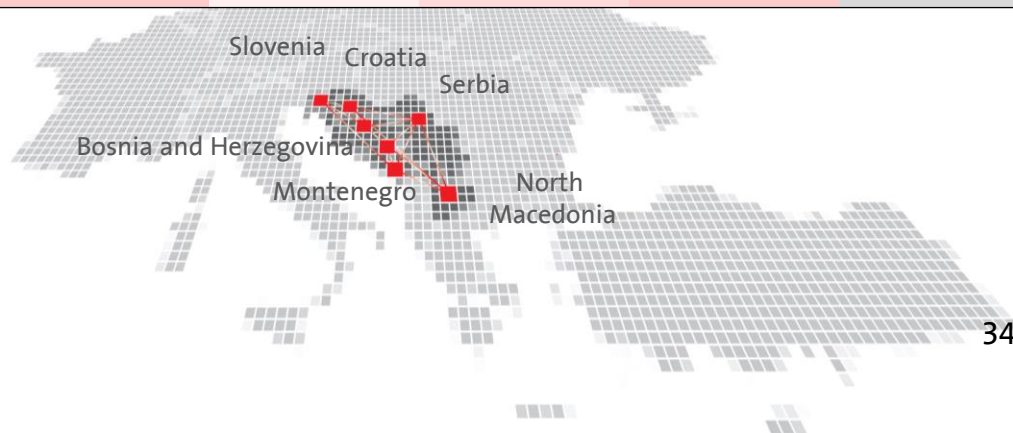 Slovenia
Croatia
Serbia
Bosnia and Herzegovina
Montenegro
North
Macedonia
34